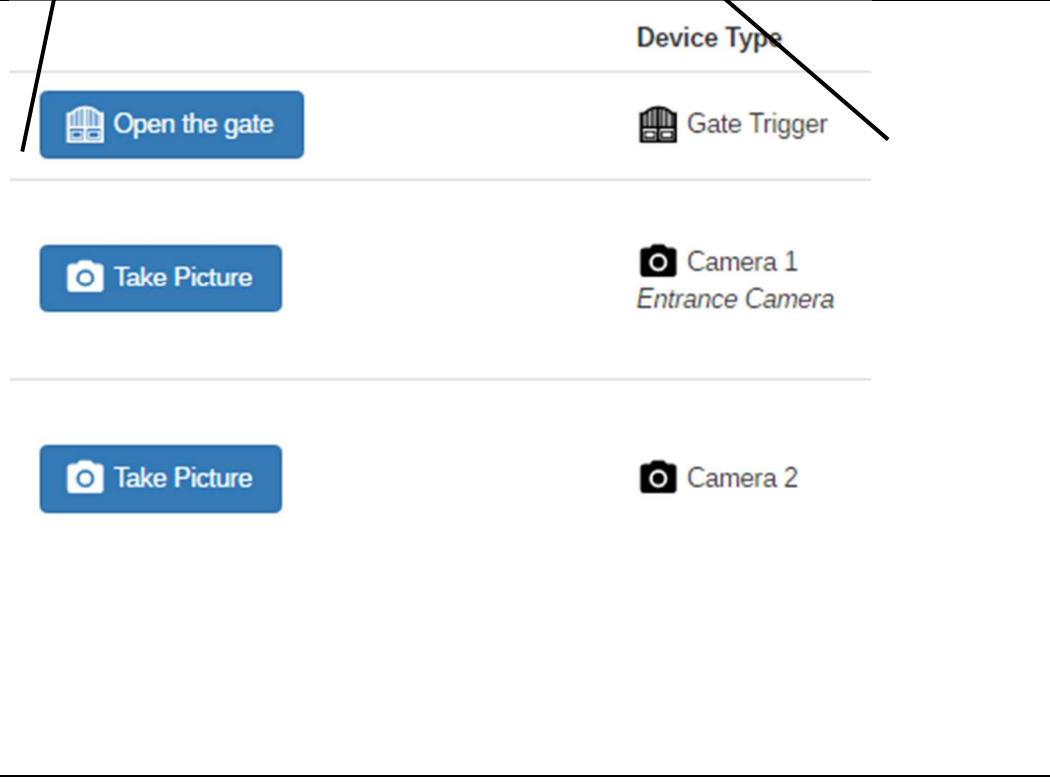 Device Type
Open the gate
Gate Trigger
Take Picture
Camera 1
Entrance Camera
Take Picture
Camera 2